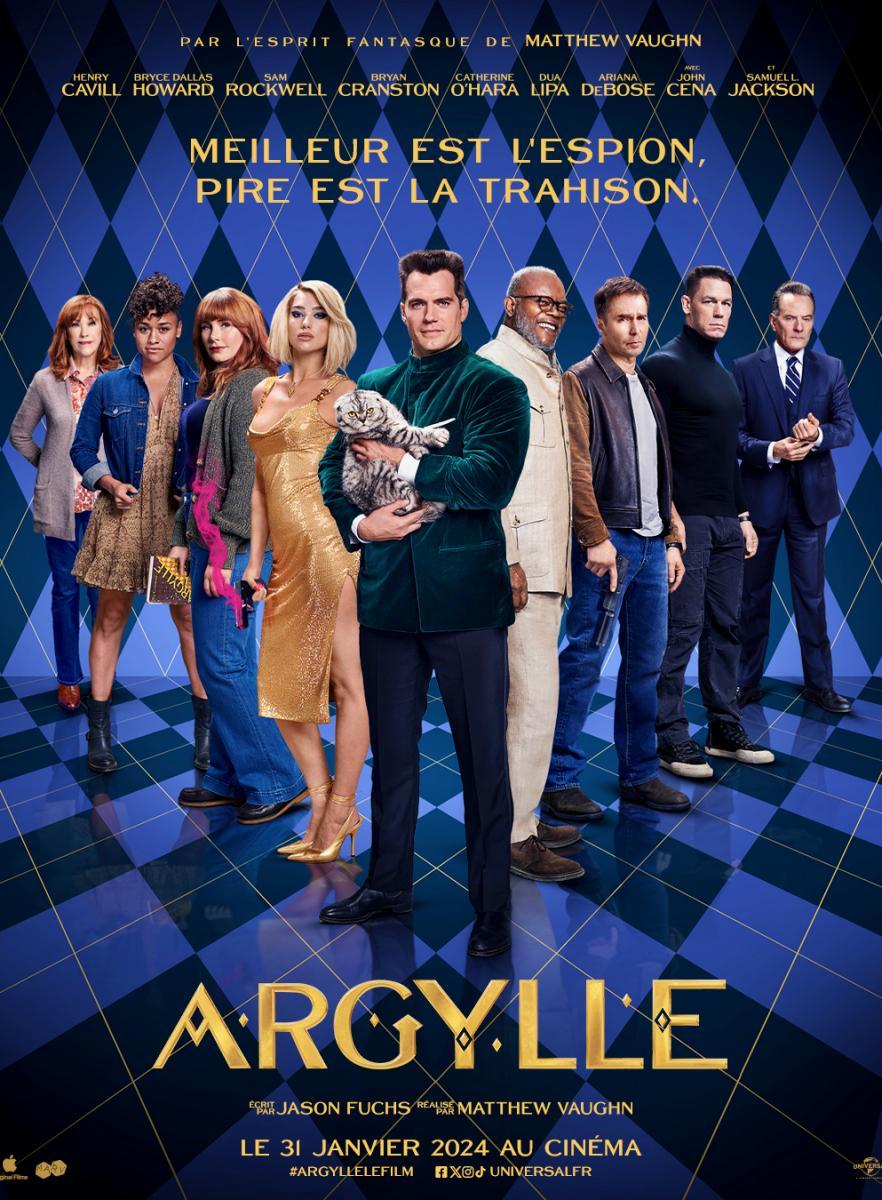 PAR L'ESPRIT FANTASQUE DE MATTHEW VAUGHN
HENRY CAVILL BRYCE DALLAS HOWARD SAM ROCKWELL BRYAN CRANSTON CATHERINE O'HARA DUA LIPA ARIANA DeBOSE AVEC JOHN CENA ET SAMUEL L. JACKSON
MEILLEUR EST L'ESPION,
PIRE EST LA TRAHISON.
ARGYLLE
ARGYLLE
ÉCRIT PAR JASON FUCHS RÉALISÉ PAR MATTHEW VAUGHN
LE 31 JANVIER 2024 AU CINÉMA
#ARGYLLELEFILM UNIVERSALFR
MARV